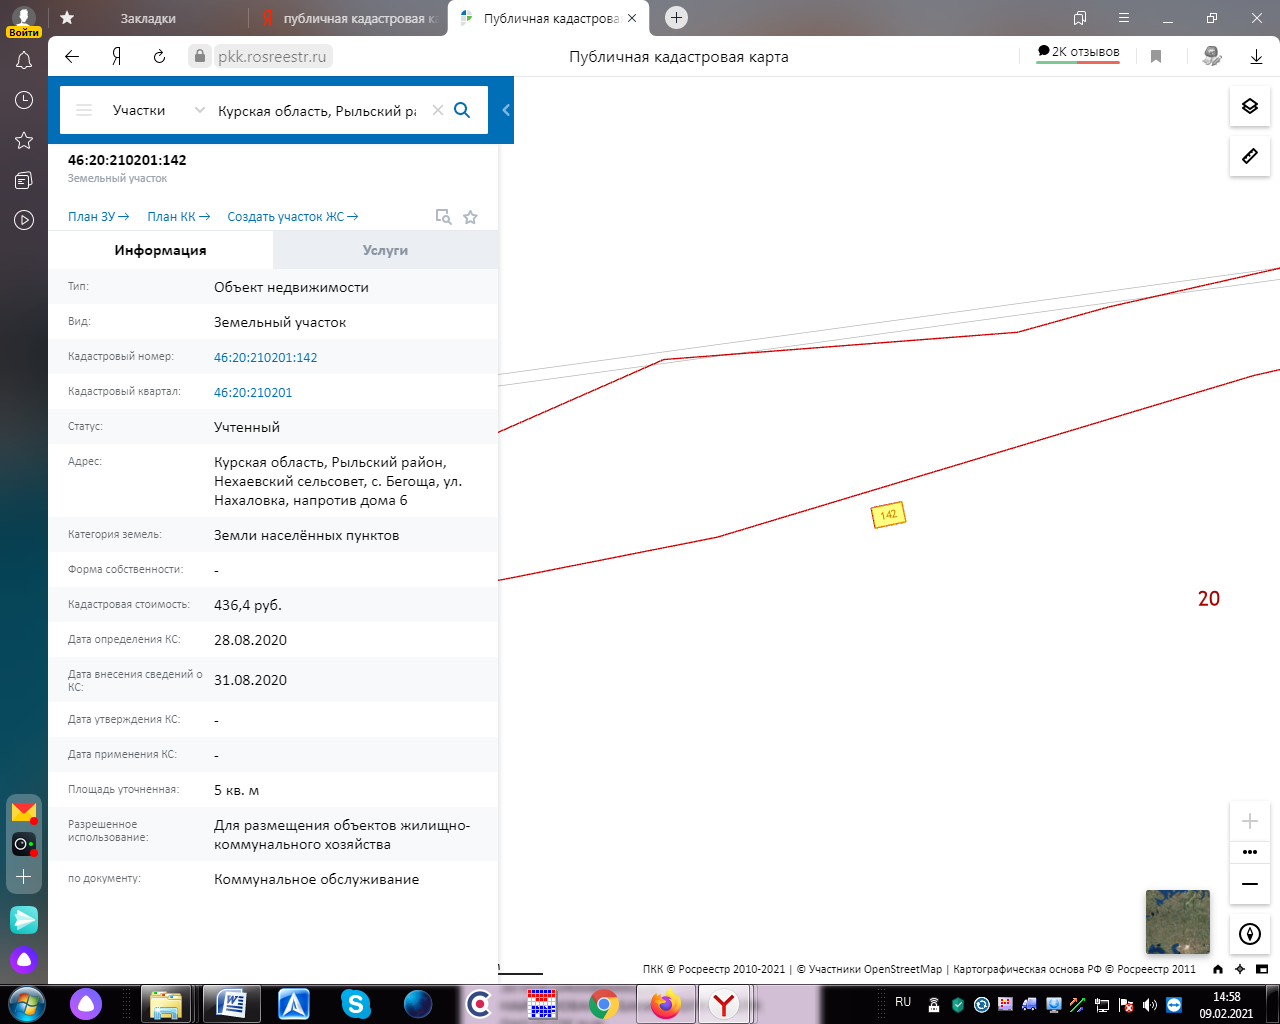 Войти
Закладки
публичная кадастровая ка
Публичная кадастрова
pkk.rosreestr.ru
Публичная кадастровая карта
2К отзывов
Участки
Курская область, Рыльский ра
46:20:210201:142
Земельный участок
План ЗУ→ План КК→ Создать участок ЖС→
Информация
Услуги
Тип: Объект недвижимости
Вид: Земельный участок
Кадастровый номер: 46:20:210201:142
Кадастровый квартал: 46:20:210201
Статус: Учтенный
Адрес: Курская область, Рыльский район,
Нехаевский сельсовет, с. Бегоща, ул.
Нахаловка, напротив дома 6
Категория земель: Земли населённых пунктов
Форма собственности: -
Кадастровая стоимость: 436,4 руб.
Дата определения КС: 28.08.2020
Дата внесения сведений о
КС: 31.08.2020
Дата утверждения КС: -
Дата применения КС: -
Площадь уточненная: 5 кв. м
Разрешенное
использование:
Для размещения объектов жилищно-
коммунального хозяйства
по документу: Коммунальное обслуживание
142
20
ПКК © Росреестр 2010-2021 | © Участники OpenStreetMap | Картографическая основа РФ © Росреестр 2011
RU
14:58
09.02.2021